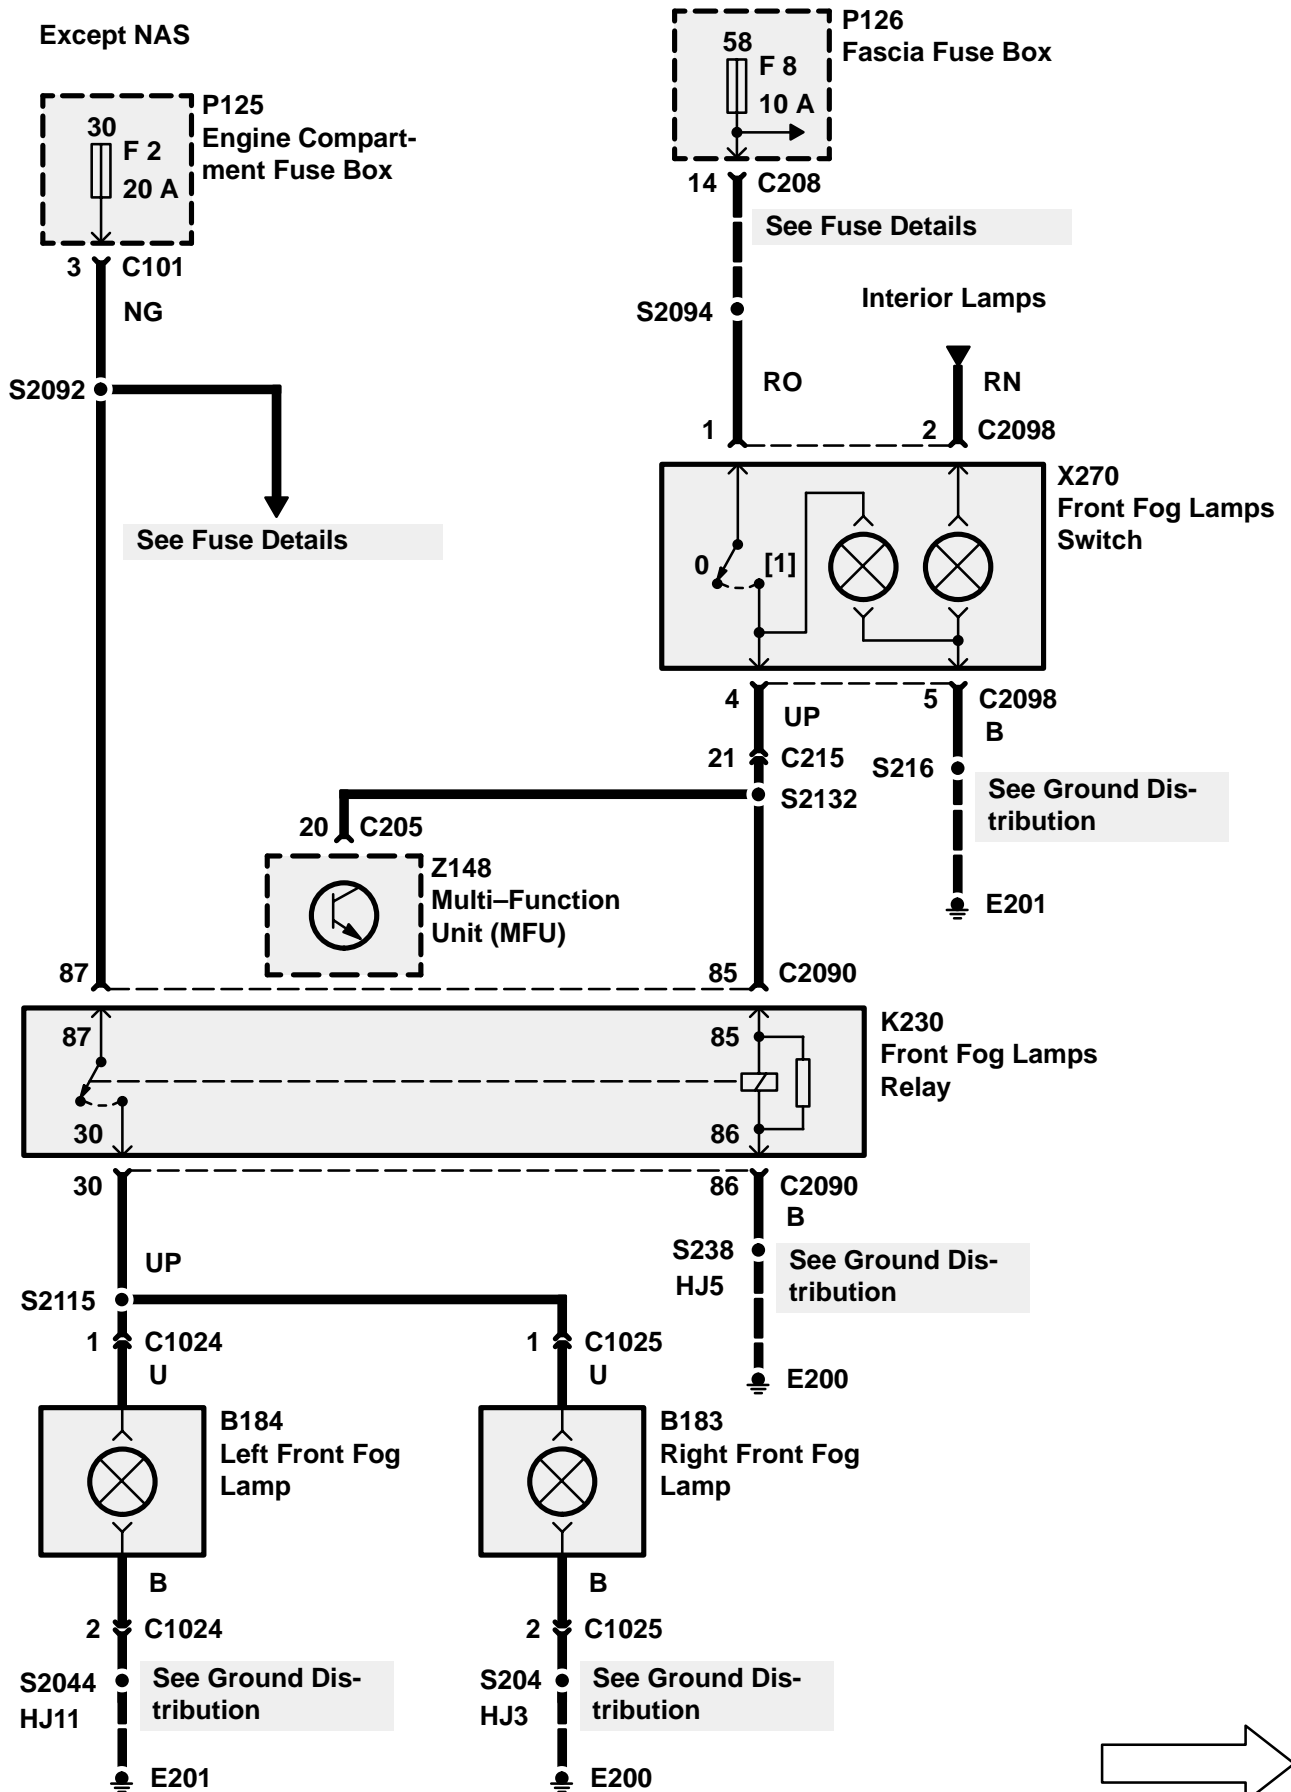 Except NAS
P126
Fascia Fuse Box
58
F 8
10 A
P125
Engine Compart-
ment Fuse Box
30
F 2
20 A
14 C208
See Fuse Details
3 C101
NG
S2094
Interior Lamps
S2092
RO
RN
1
2 C2098
X270
Front Fog Lamps
Switch
See Fuse Details
0
[1]
4
5 C2098
UP
B
21 C215
S216
See Ground Dis-
tribution
S2132
20 C205
Z148
Multi–Function
Unit (MFU)
E201
87
85 C2090
K230
Front Fog Lamps
Relay
87
85
30
86
30
86 C2090
B
S238
HJ5
See Ground Dis-
tribution
UP
S2115
1 C1024
U
1 C1025
U
E200
B184
Left Front Fog
Lamp
B183
Right Front Fog
Lamp
B
B
2 C1024
2 C1025
S2044
HJ11
See Ground Dis-
tribution
S204
HJ3
See Ground Dis-
tribution
E201
E200